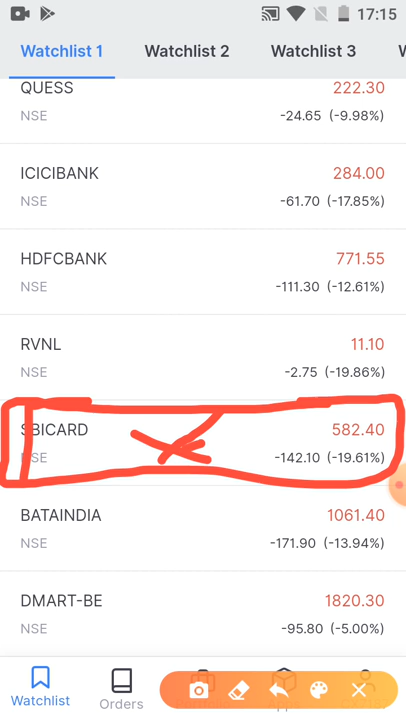 17:15
Watchlist 1 Watchlist 2 Watchlist 3
QUESS 222.30
NSE -24.65 (-9.98%)
ICICIBANK 284.00
NSE -61.70 (-17.85%)
HDFCBANK 771.55
NSE -111.30 (-12.61%)
RVNL 11.10
NSE -2.75 (-19.86%)
SBICARD 582.40
NSE -142.10 (-19.61%)
BATAINDIA 1061.40
NSE -171.90 (-13.94%)
DMART-BE 1820.30
NSE -95.80 (-5.00%)
Watchlist Orders